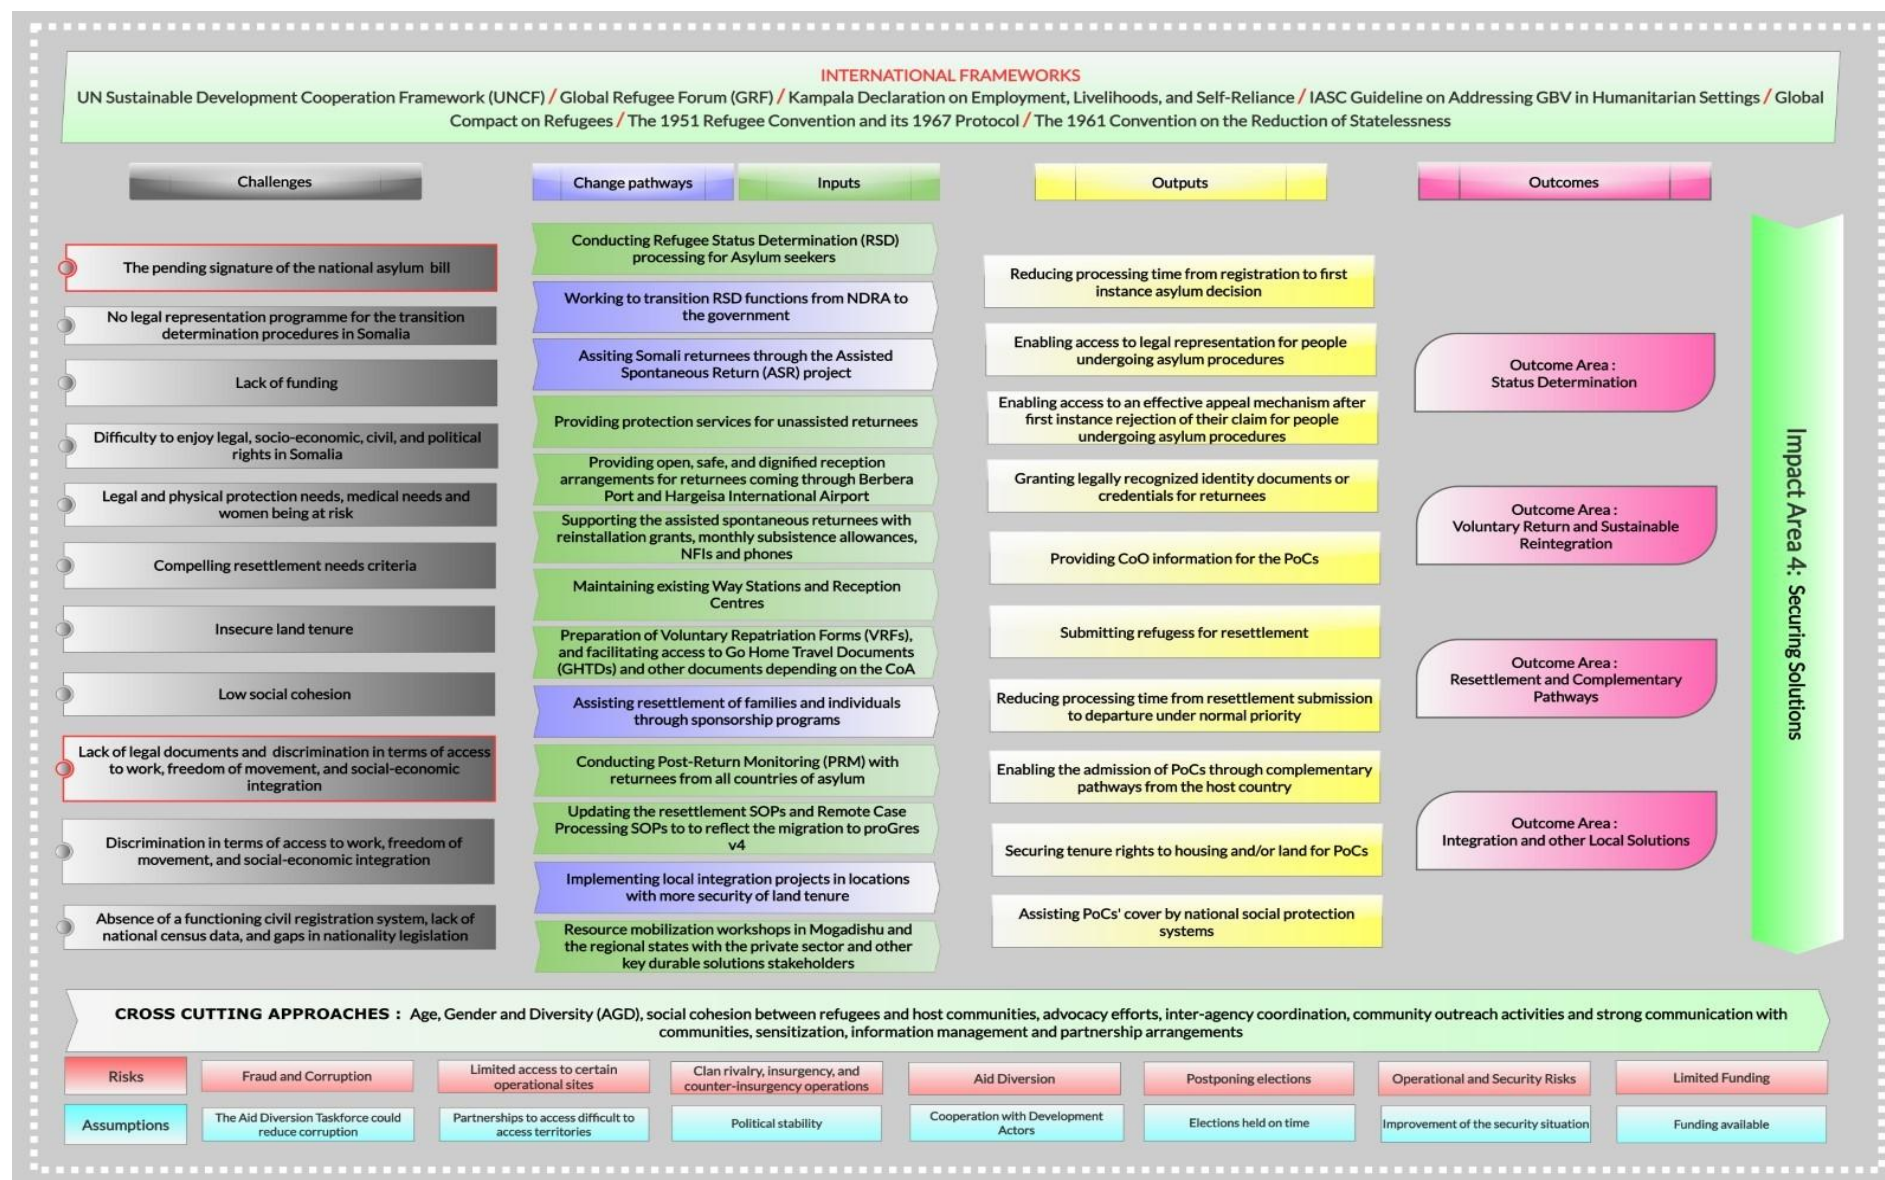 INTERNATIONAL FRAMEWORKS
UN Sustainable Development Cooperation Framework (UNCF) / Global Refugee Forum (GRF) / Kampala Declaration on Employment, Livelihoods, and Self-Reliance / IASC Guideline on Addressing GBV in Humanitarian Settings / Global
Compact on Refugees / The 1951 Refugee Convention and its 1967 Protocol / The 1961 Convention on the Reduction of Statelessness
Challenges
The pending signature of the national asylum bill
No legal representation programme for the transition
determination procedures in Somalia
Lack of funding
Difficulty to enjoy legal, socio-economic, civil, and political
rights in Somalia
Legal and physical protection needs, medical needs and
women being at risk
Compelling resettlement needs criteria
Insecure land tenure
Low social cohesion
Lack of legal documents and discrimination in terms of access
to work, freedom of movement, and social-economic
integration
Discrimination in terms of access to work, freedom of
movement, and social-economic integration
Absence of a functioning civil registration system, lack of
national census data, and gaps in nationality legislation
Change pathways
Inputs
Conducting Refugee Status Determination (RSD)
processing for Asylum seekers
Working to transition RSD functions from NDRA to
the government
Assiting Somali returnees through the Assisted
Spontaneous Return (ASR) project
Providing protection services for unassisted returnees
Providing open, safe, and dignified reception
arrangements for returnees coming through Berbera
Port and Hargeisa International Airport
Supporting the assisted spontaneous returnees with
reinstallation grants, monthly subsistence allowances,
NFIs and phones
Maintaining existing Way Stations and Reception
Centres
Preparation of Voluntary Repatriation Forms (VRFs),
and facilitating access to Go Home Travel Documents
(GHTDs) and other documents depending on the CoA
Assisting resettlement of families and individuals
through sponsorship programs
Conducting Post-Return Monitoring (PRM) with
returnees from all countries of asylum
Updating the resettlement SOPs and Remote Case
Processing SOPs to to reflect the migration to proGres
v4
Implementing local integration projects in locations
with more security of land tenure
Resource mobilization workshops in Mogadishu and
the regional states with the private sector and other
key durable solutions stakeholders
Outputs
Reducing processing time from registration to first
instance asylum decision
Enabling access to legal representation for people
undergoing asylum procedures
Enabling access to an effective appeal mechanism after
first instance rejection of their claim for people
undergoing asylum procedures
Granting legally recognized identity documents or
credentials for returnees
Providing CoO information for the PoCs
Submitting refugess for resettlement
Reducing processing time from resettlement submission
to departure under normal priority
Enabling the admission of PoCs through complementary
pathways from the host country
Securing tenure rights to housing and/or land for PoCs
Assisting PoCs' cover by national social protection
systems
Outcomes
Outcome Area :
Status Determination
Outcome Area :
Voluntary Return and Sustainable
Reintegration
Outcome Area :
Resettlement and Complementary
Pathways
Outcome Area :
Integration and other Local Solutions
Impact Area 4: Securing Solutions
CROSS CUTTING APPROACHES : Age, Gender and Diversity (AGD), social cohesion between refugees and host communities, advocacy efforts, inter-agency coordination, community outreach activities and strong communication with
communities, sensitization, information management and partnership arrangements
Risks
Fraud and Corruption
Limited access to certain
operational sites
Clan rivalry, insurgency, and
counter-insurgency operations
Aid Diversion
Postponing elections
Operational and Security Risks
Limited Funding
Assumptions
The Aid Diversion Taskforce could
reduce corruption
Partnerships to access difficult to
access territories
Political stability
Cooperation with Development
Actors
Elections held on time
Improvement of the security situation
Funding available